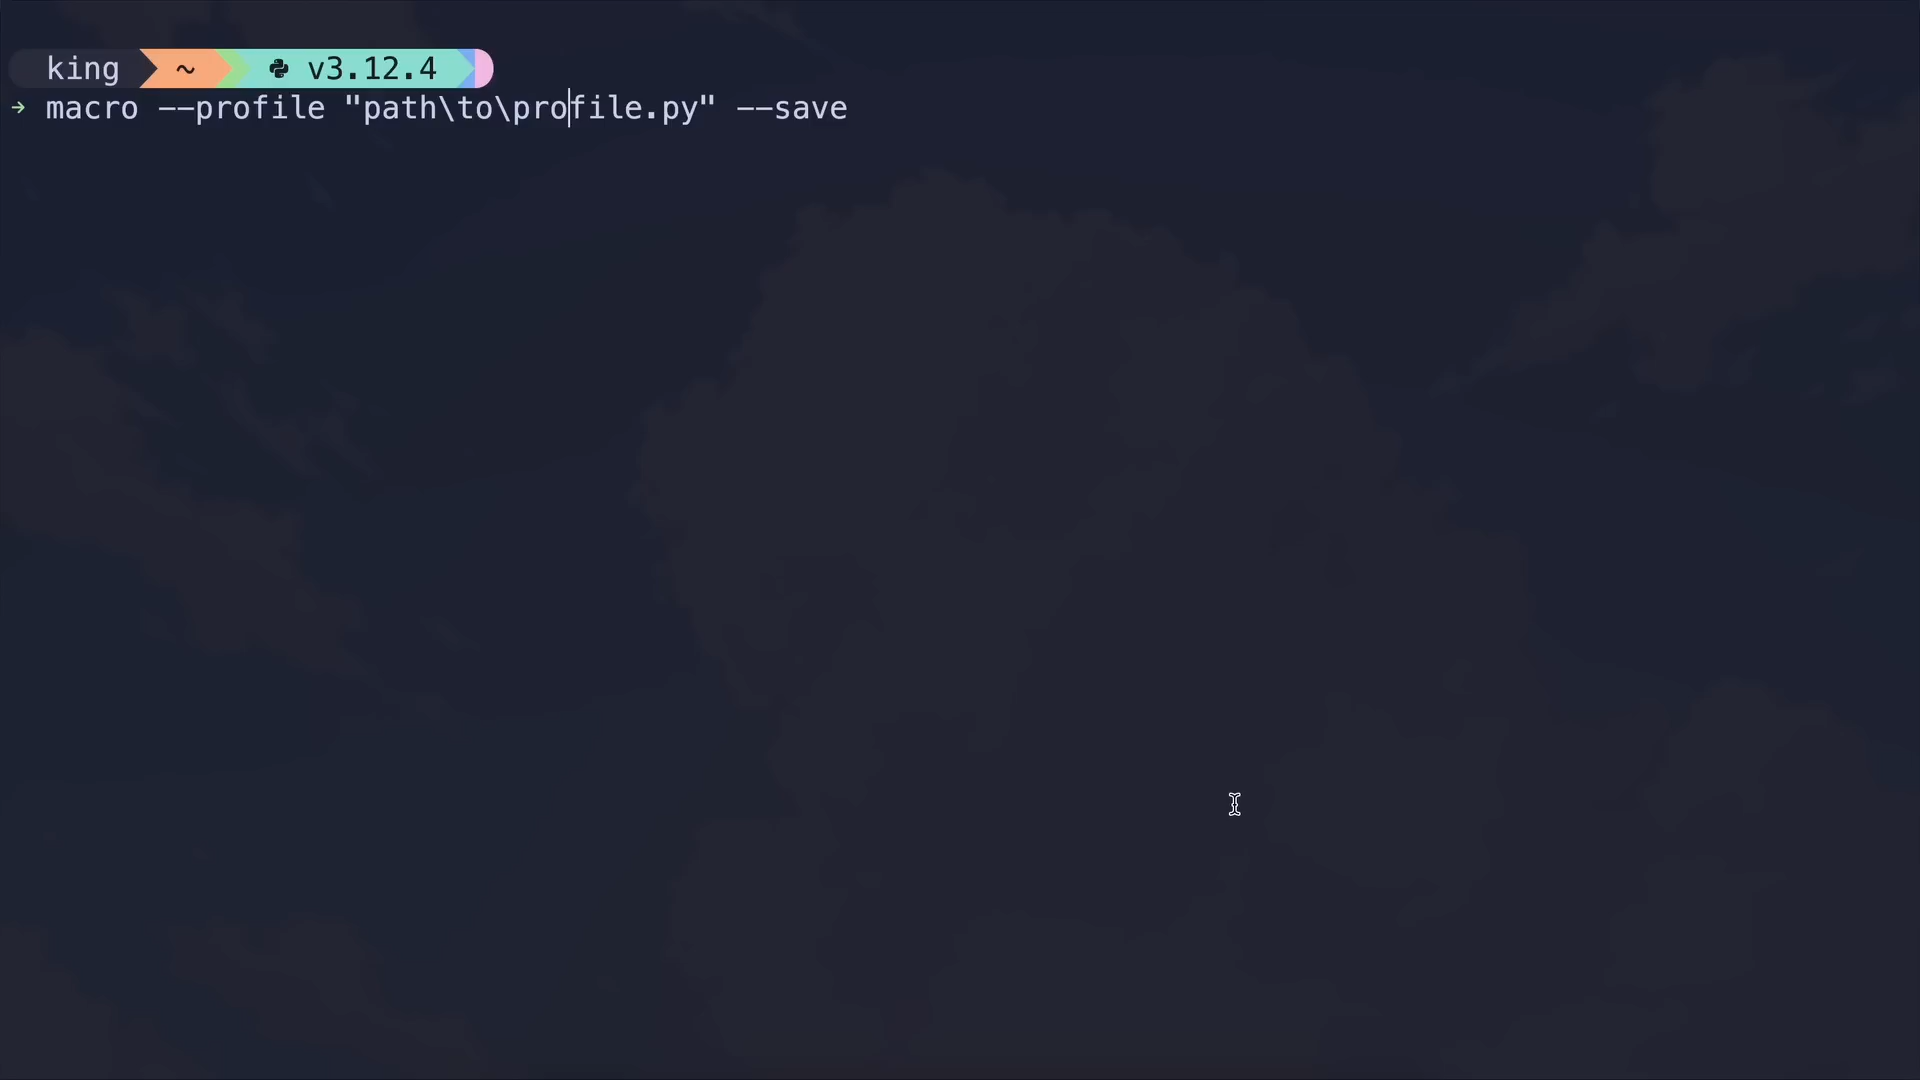 king ~ v3.12.4
→ macro --profile "path\to\profile.py" --save